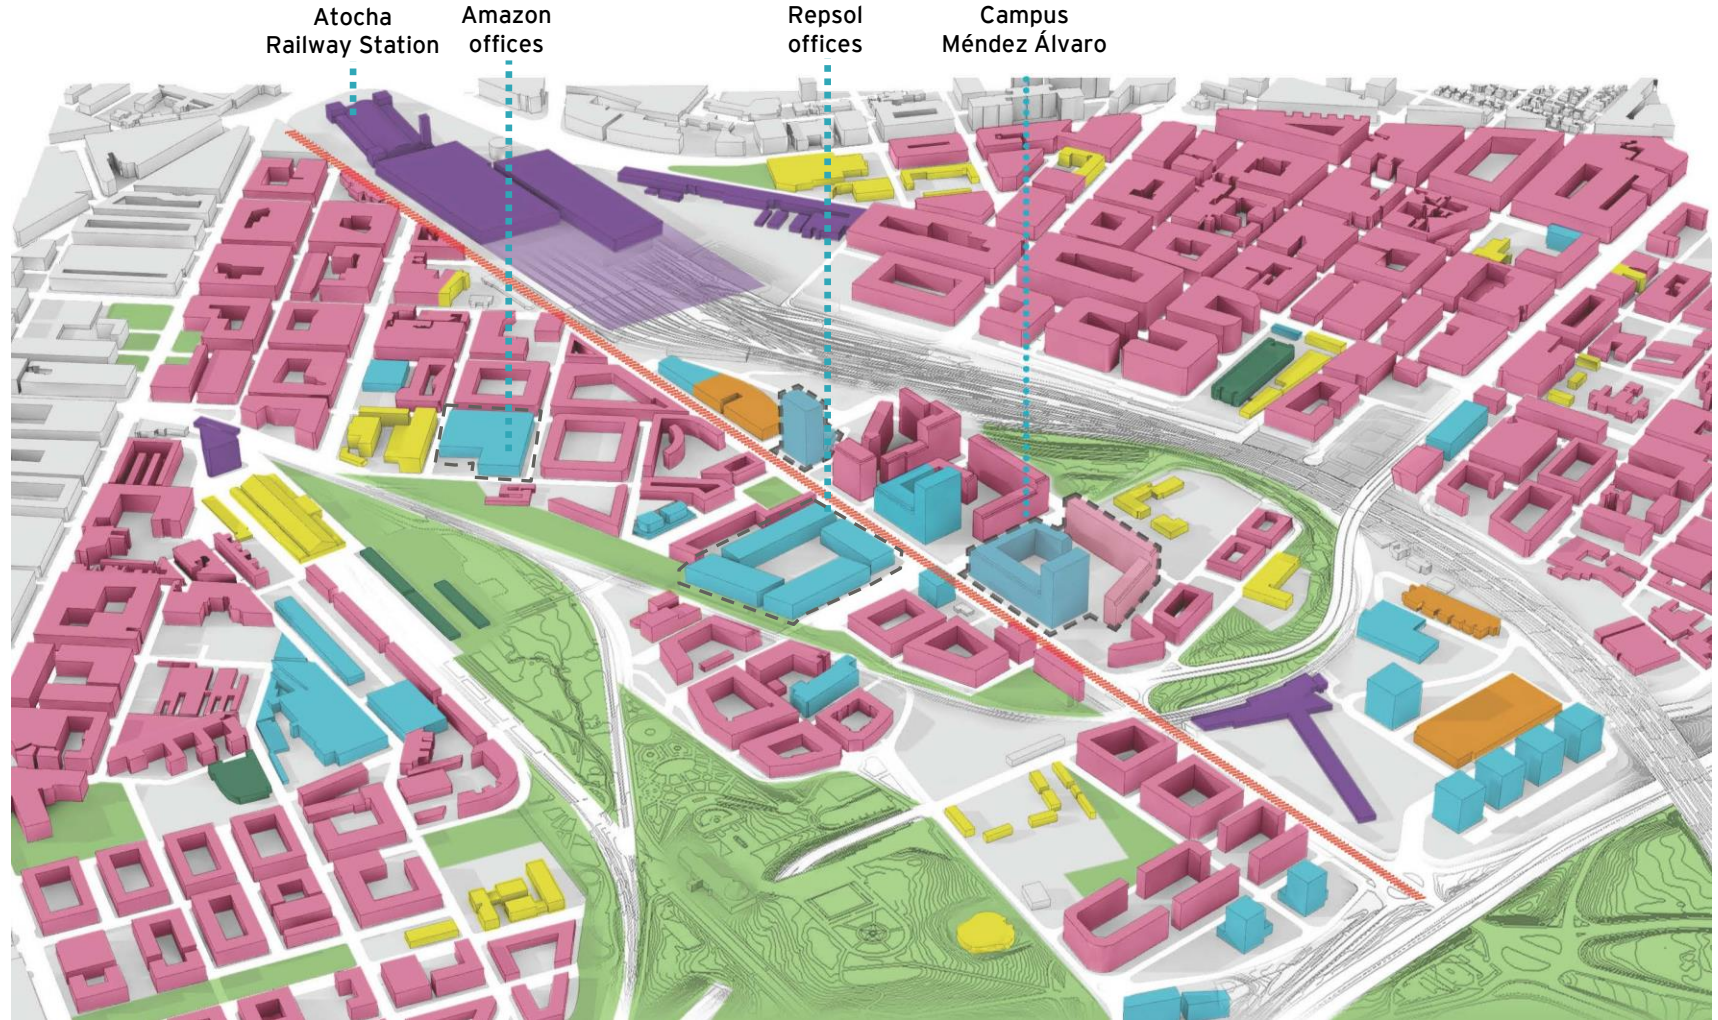 Atocha
Railway Station
Amazon
offices
Repsol
offices
Campus
Méndez Álvaro